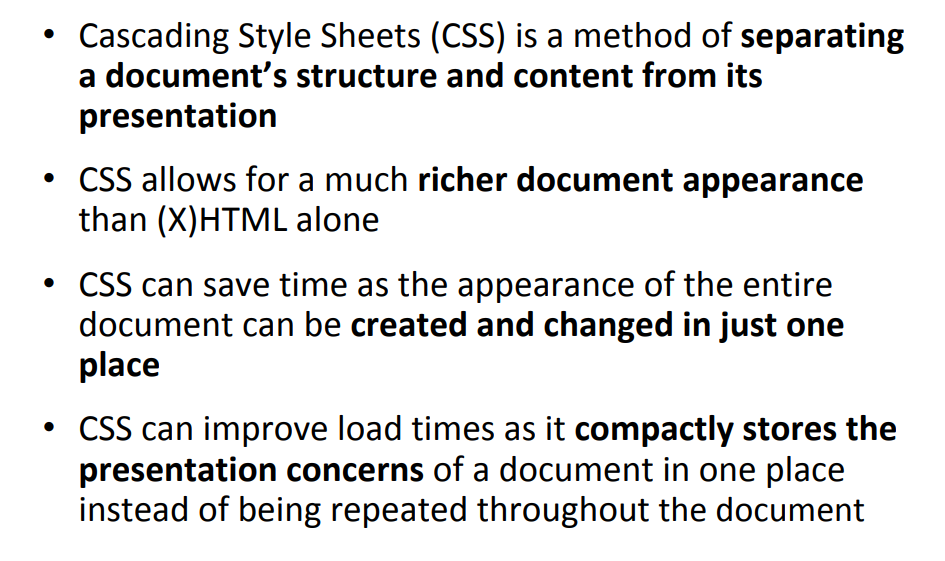 • Cascading Style Sheets (CSS) is a method of separating
a document’s structure and content from its
presentation
• CSS allows for a much richer document appearance
than (X)HTML alone
• CSS can save time as the appearance of the entire
document can be created and changed in just one
place
• CSS can improve load times as it compactly stores the
presentation concerns of a document in one place
instead of being repeated throughout the document